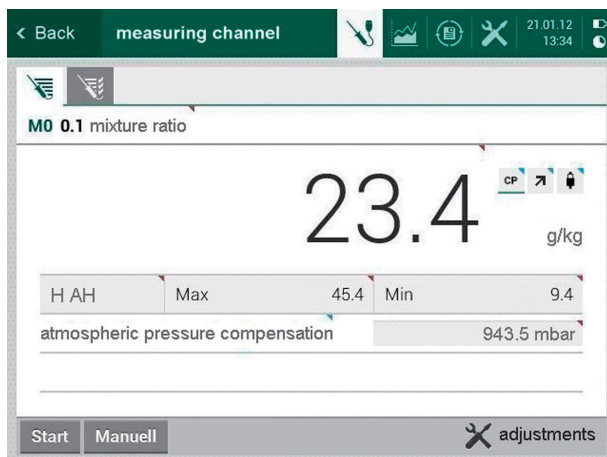 < Back measuring channel 21.01.12
13:34
M0 0.1 mixture ratio
23.4 CP
g/kg
H AH Max 45.4 Min 9.4
atmospheric pressure compensation 943.5 mbar
Start Manuell adjustments